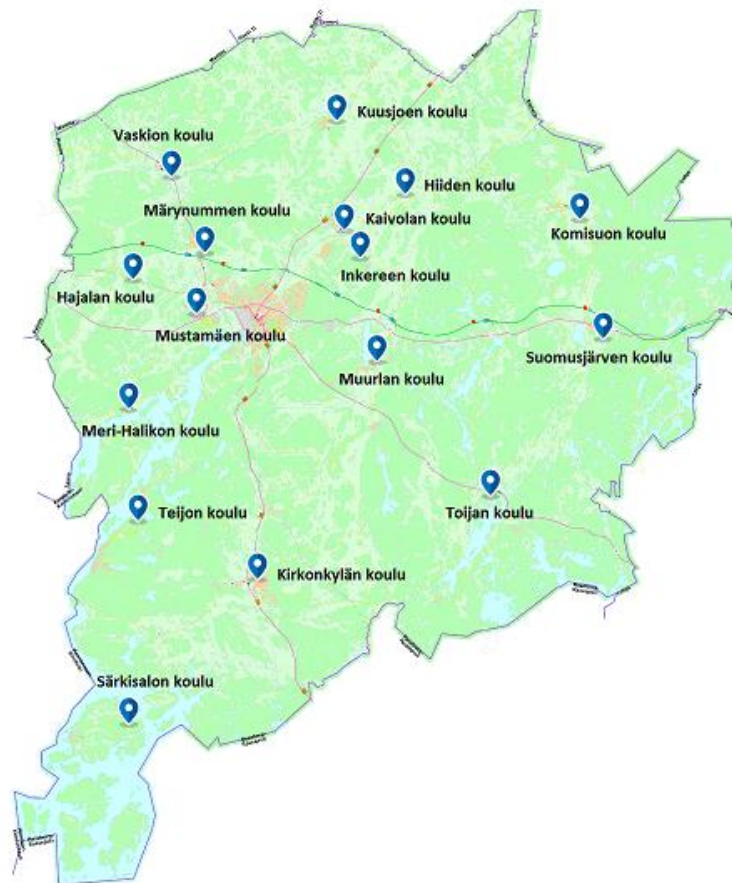 Kuusjoen koulu
Vaskion koulu
Hiiden koulu
Märynummen koulu
Kaivolan koulu
Komisuon koulu
Inkereen koulu
Hajalan koulu
Mustamäen koulu
Muurlan koulu
Suomusjärven koulu
Meri-Halikon koulu
Teijon koulu
Toijan koulu
Kirkonkylän koulu
Särkisalon koulu